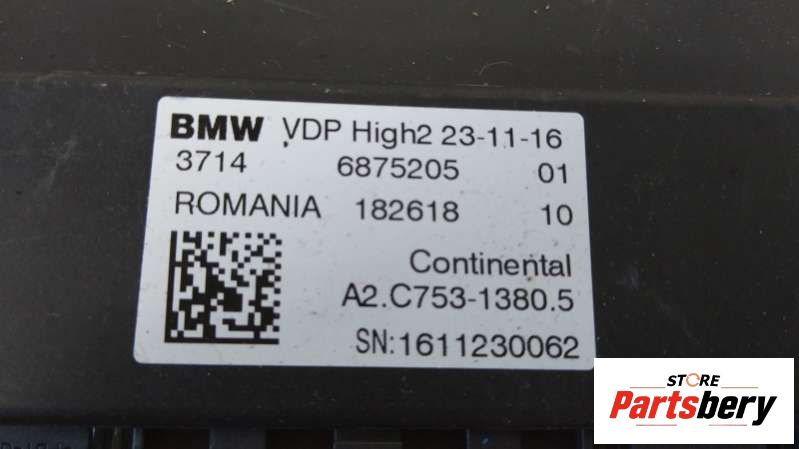 BMW VDP High2 23-11-16
3714 6875205 01
ROMANIA 182618 10
Continental
A2.C753-1380.5
SN:1611230062
STORE
Partsbery